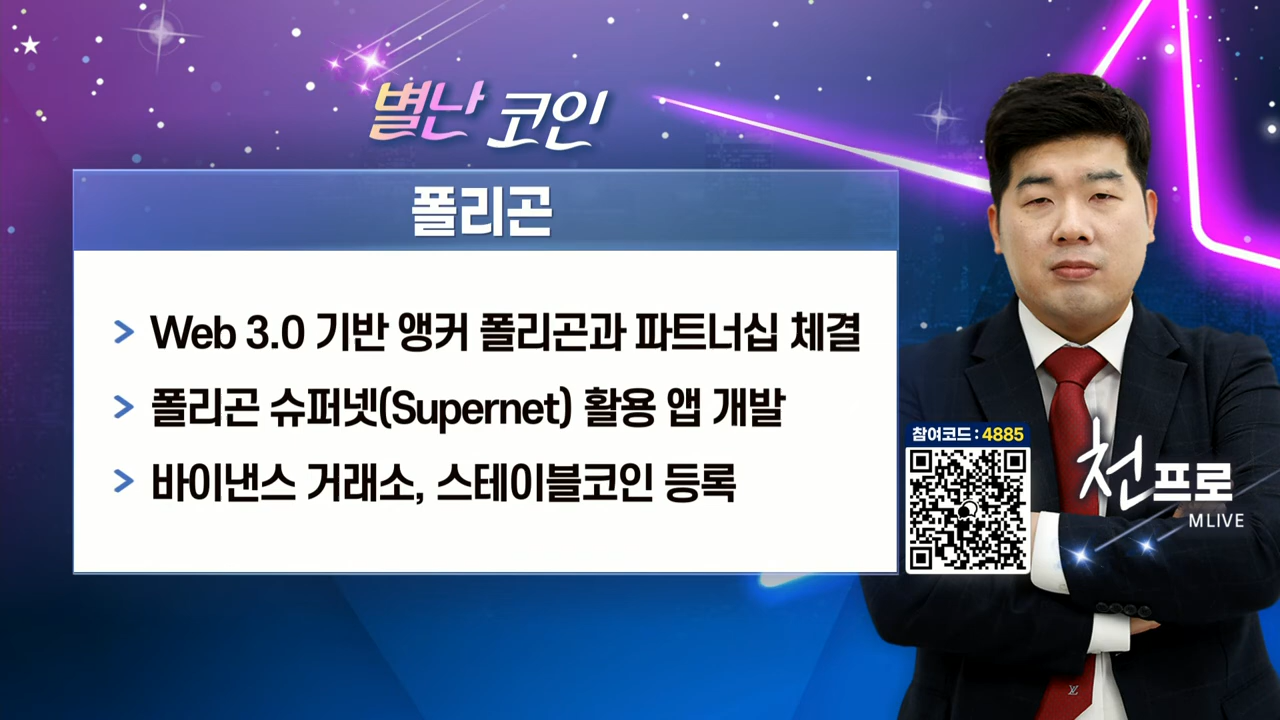 별난 코인
폴리곤
> Web 3.0 기반 앵커 폴리곤과 파트너십 체결
> 폴리곤 슈퍼넷(Supernet) 활용 앱 개발
> 바이낸스 거래소, 스테이블코인 등록
참여코드 : 4885
천프로
MLIVE